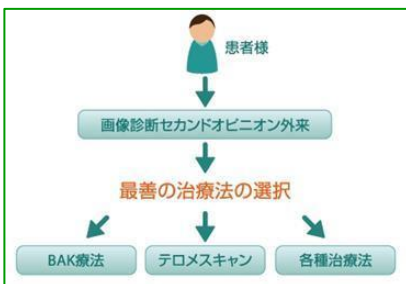 患者様
画像診断セカンドオピニオン外来
最善の治療法の選択
BAK療法
テロメスキャン
各種治療法